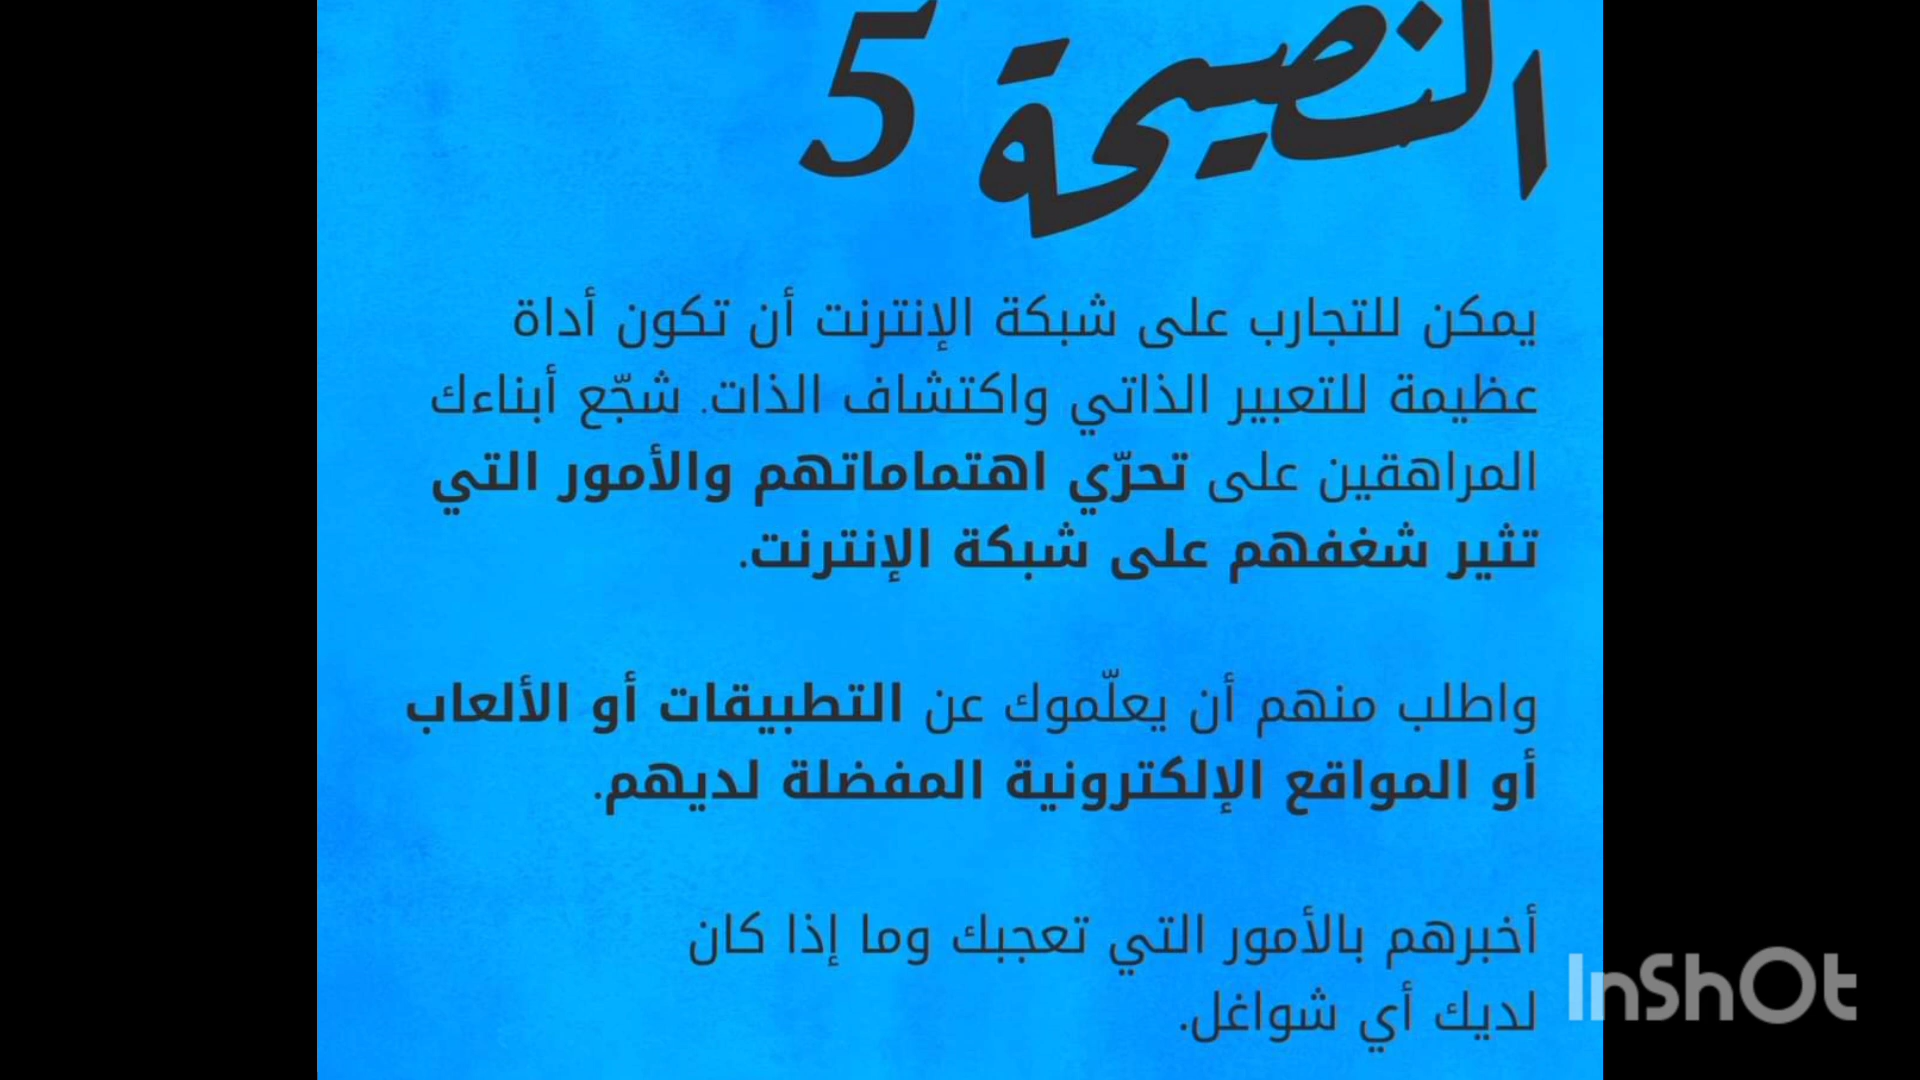 النصيحة 5
يمكن للتجارب على شبكة الإنترنت أن تكون أداة
عظيمة للتعبير الذاتي واكتشاف الذات. شجّع أبناءك
المراهقين على تحرّي اهتماماتهم والأمور التي
تثير شغفهم على شبكة الإنترنت.
واطلب منهم أن يعلّموك عن التطبيقات أو الألعاب
أو المواقع الإلكترونية المفضلة لديهم.
أخبرهم بالأمور التي تعجبك وما إذا كان
لديك أي شواغل.
InShOt